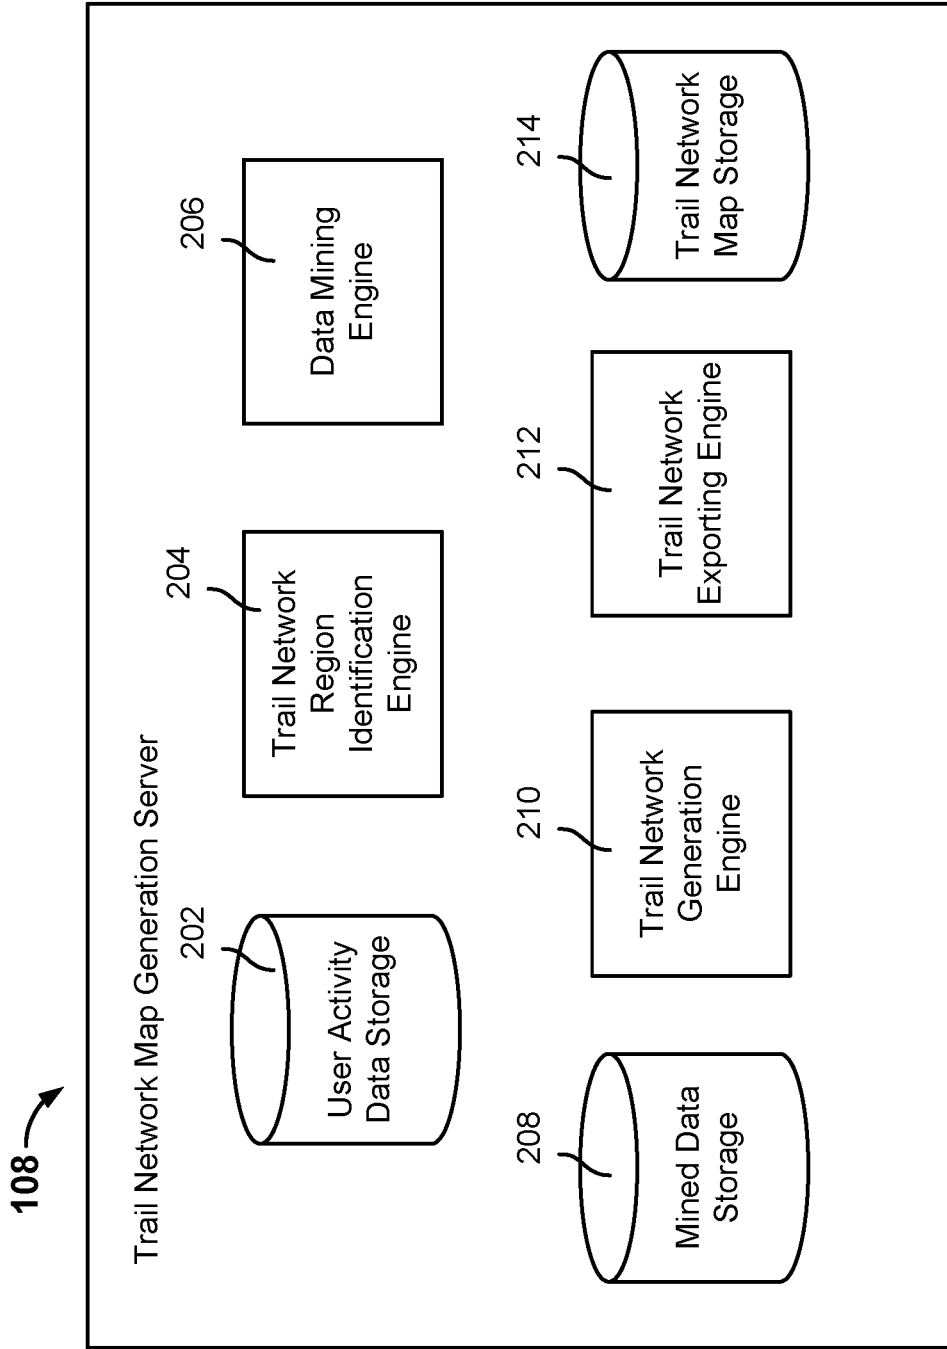 108
Trail Network Map Generation Server
202
User Activity
Data Storage
204
Trail Network
Region
Identification
Engine
206
Data Mining
Engine
208
Mined Data
Storage
210
Trail Network
Generation
Engine
212
Trail Network
Exporting Engine
214
Trail Network
Map Storage